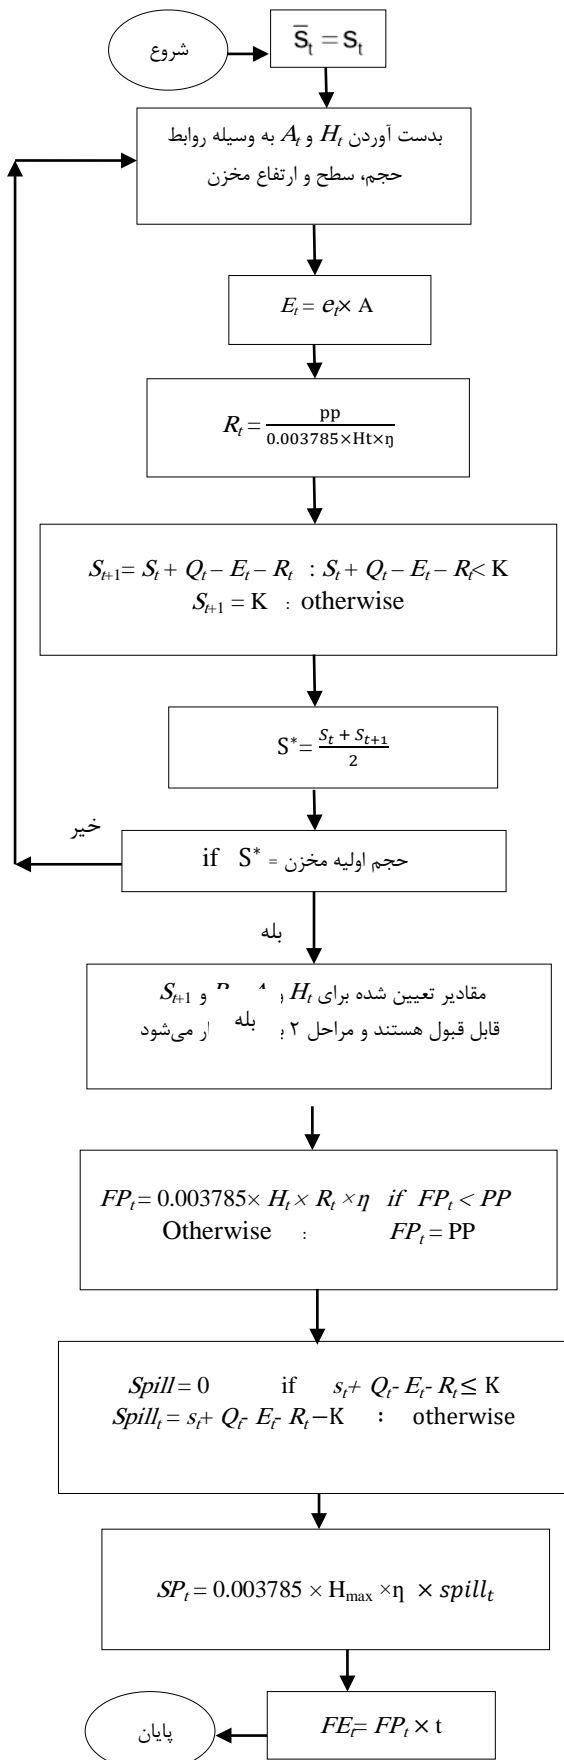 شروع
S̅t = St
بدست آوردن Ht و At به وسیله روابط
حجم، سطح و ارتفاع مخزن
Et = et× A
Rt = pp / 0.003785×Ht×η
St+1= St + Qt – Et – Rt : St + Qt – Et – Rt< K
St+1 = K : otherwise
S*= St + St+1 / 2
خیر
if S* = حجم اولیه مخزن
بله
مقادیر تعیین شده برای Ht و St+1
قابل قبول هستند و مراحل ۲ می‌شود
بله
FPt = 0.003785× Ht × Rt ×η if FPt < PP
Otherwise : FPt = PP
Spill = 0 if st+ Qt- Et- Rt ≤ K
Spillt = st+ Qt- Et- Rt –K : otherwise
SPt = 0.003785 × Hmax ×η × spillt
FEt= FPt × t
پایان